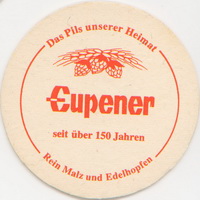 Das Pils unserer Heimat
Eupener
seit über 150 Jahren
Rein Malz und Edelhopfen